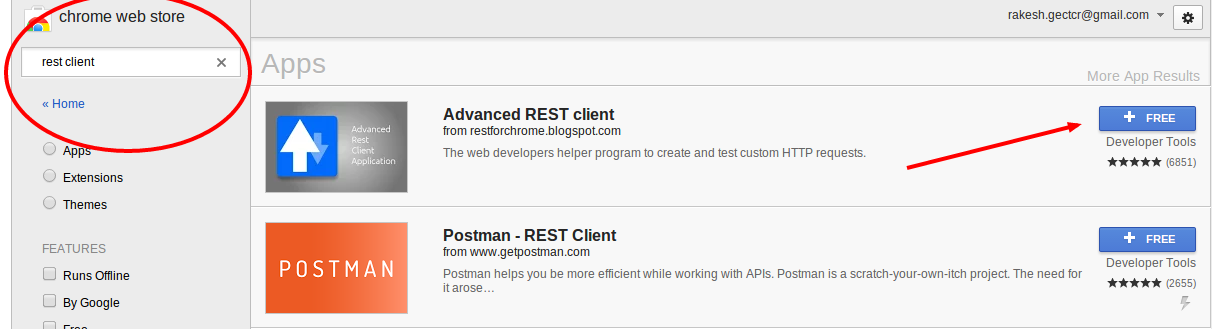 chrome web store
rakesh.gectcr@gmail.com
rest client
« Home
Apps
Extensions
Themes
FEATURES
Runs Offline
By Google
Free
Apps
More App Results
Advanced
Rest
Client
Application
Advanced REST client
from restforchrome.blogspot.com
The web developers helper program to create and test custom HTTP requests.
FREE
Developer Tools
(6851)
POSTMAN
Postman - REST Client
from www.getpostman.com
Postman helps you be more efficient while working with APIs. Postman is a scratch-your-own-itch project. The need for
it arose…
FREE
Developer Tools
(2655)